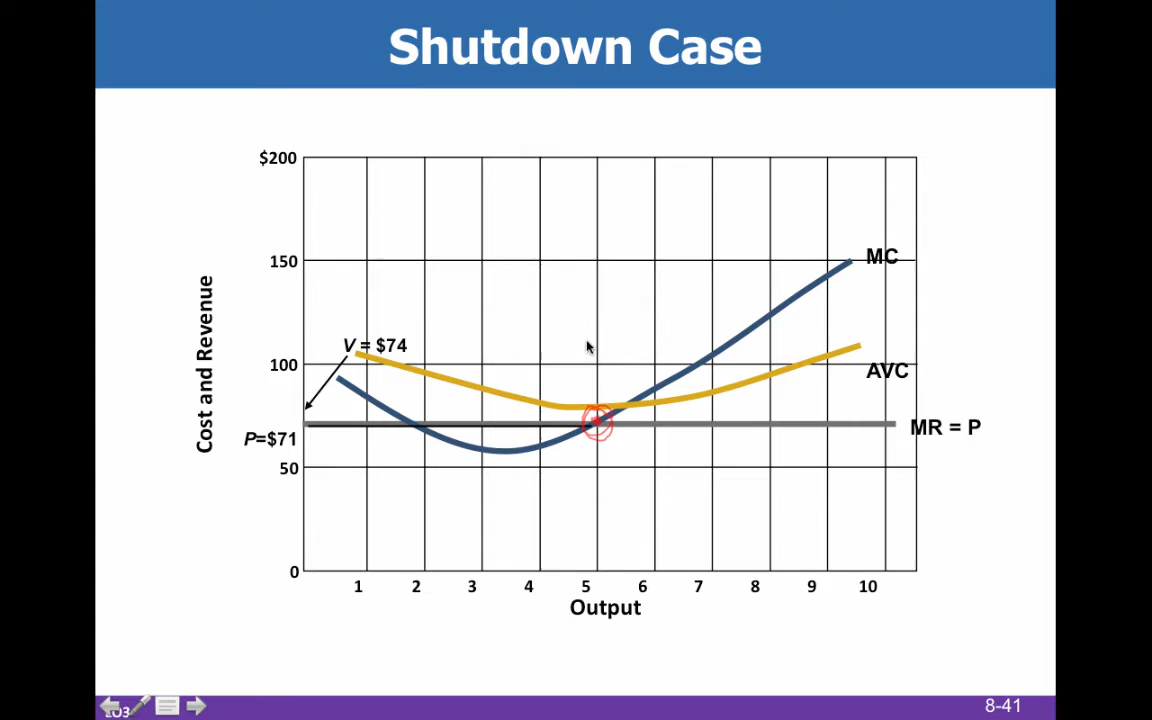 Shutdown Case
$200
150
MC
V = $74
100
AVC
Cost and Revenue
P=$71
MR = P
50
0
1 2 3 4 5 6 7 8 9 10
Output
LO3
8-41